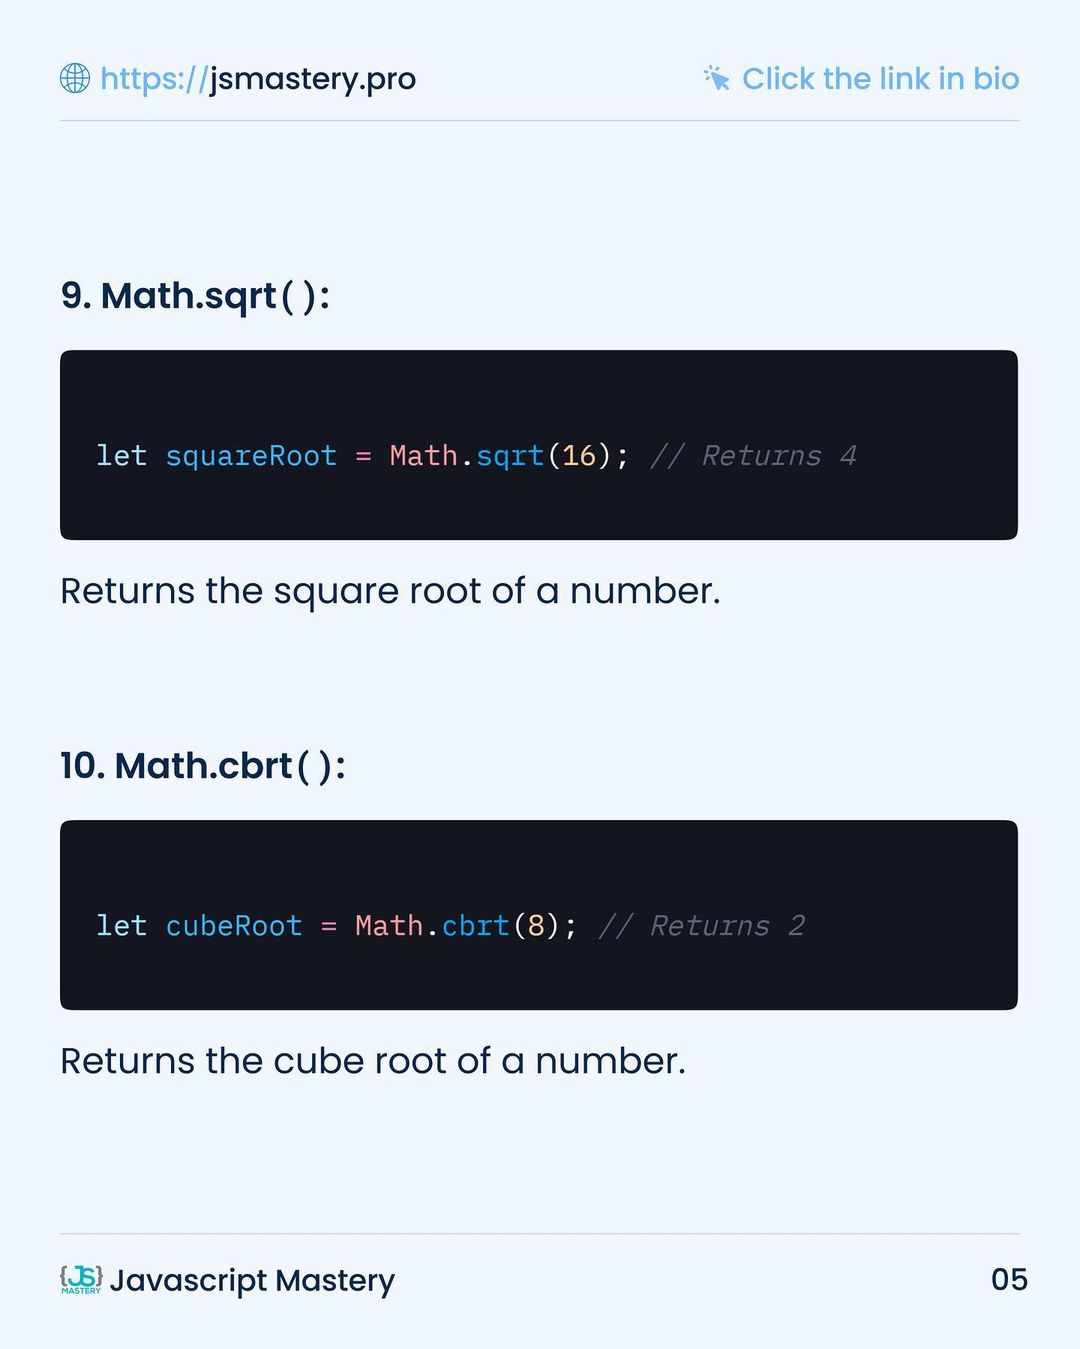 https://jsmastery.pro
Click the link in bio
9. Math.sqrt( ):
let squareRoot = Math.sqrt(16); // Returns 4
Returns the square root of a number.
10. Math.cbrt( ):
let cubeRoot = Math.cbrt(8); // Returns 2
Returns the cube root of a number.
{JS}
MASTERY
Javascript Mastery
05